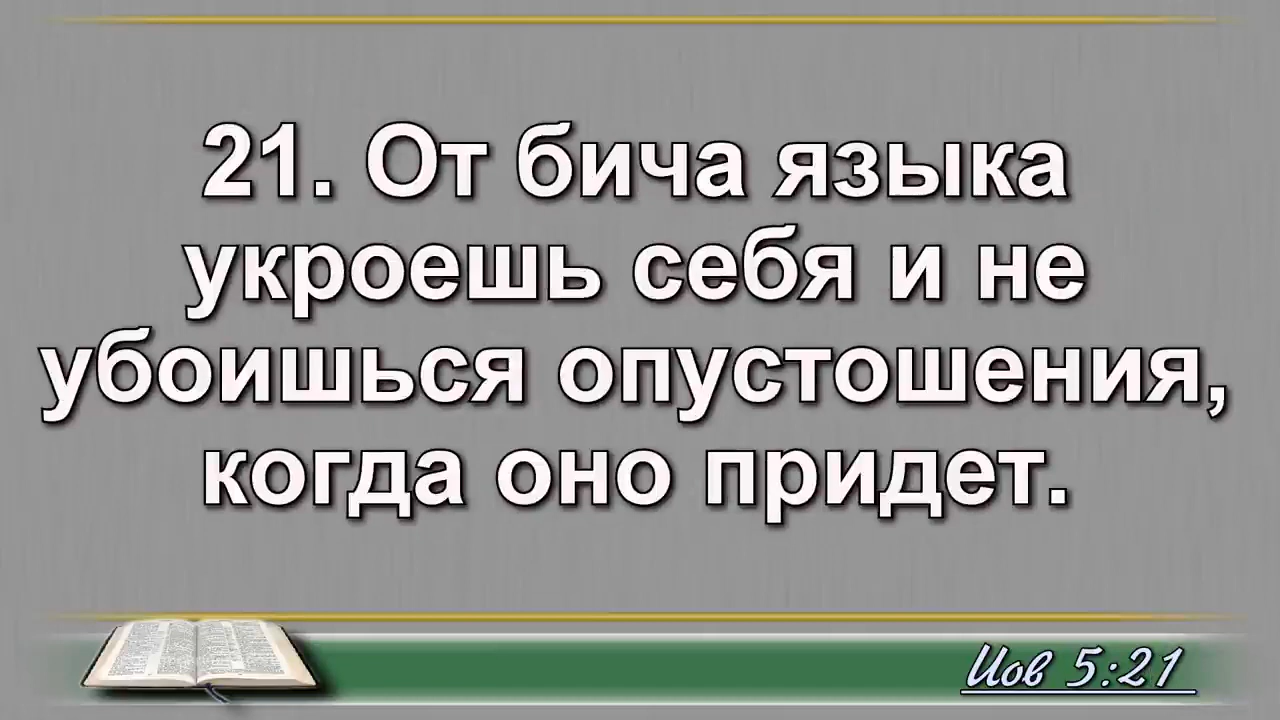 21. От бича языка
укроешь себя и не
убоишься опустошения,
когда оно придет.
Иов 5:21